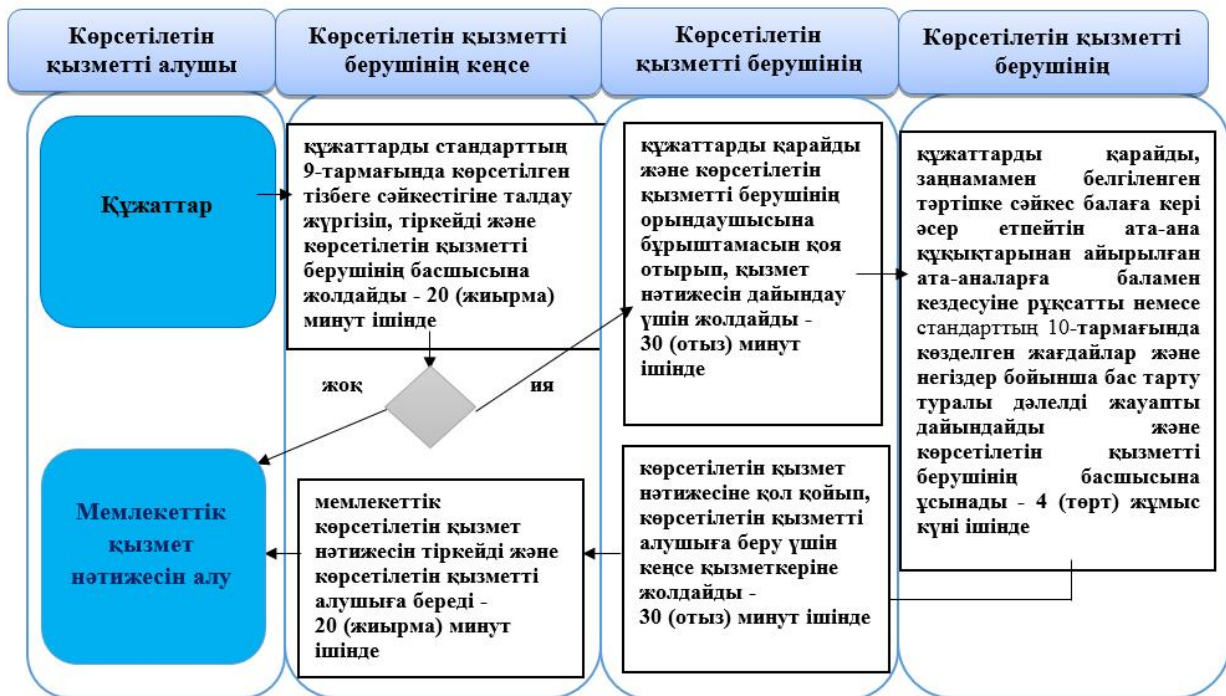 Көрсетілетін
қызметті алушы
Көрсетілетін қызметті
берушінің кеңсе
Көрсетілетін
қызметті берушінің
Көрсетілетін қызметті
берушінің
Құжаттар
құжаттарды стандарттың
9-тармағында көрсетілген
тізбеге сәйкестігіне талдау
жүргізіп, тіркейді және
көрсетілетін қызметті
берушінің басшысына
жолдайды - 20 (жиырма)
минут ішінде
жоқ
ия
құжаттарды қарайды
және көрсетілетін
қызметті берушінің
орындаушысына
бұрыштамасын қоя
отырып, қызмет
нәтижесін дайындау
үшін жолдайды -
30 (отыз) минут
ішінде
құжаттарды қарайды,
заңнамамен белгіленген
тәртіпке сәйкес балаға кері
әсер етпейтін ата-ана
құқықтарынан айырылған
ата-аналарға баламен
кездесуіне рұқсатты немесе
стандарттың 10-тармағында
көзделген жағдайлар және
негіздер бойынша бас тарту
туралы дәлелді жауапты
дайындайды және
көрсетілетін қызметті
берушінің басшысына
ұсынады - 4 (төрт) жұмыс
күні ішінде
көрсетілетін қызмет
нәтижесіне қол қойып,
көрсетілетін қызметті
алушыға беру үшін
кеңсе қызметкеріне
жолдайды -
30 (отыз) минут ішінде
мемлекеттік
көрсетілетін қызмет
нәтижесін тіркейді және
көрсетілетін қызметті
алушыға береді -
20 (жиырма) минут
ішінде
Мемлекеттік
қызмет
нәтижесін алу